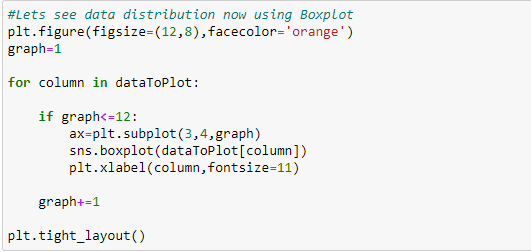 #Lets see data distribution now using Boxplot
plt.figure(figsize=(12,8),facecolor='orange')
graph=1
for column in dataToPlot:
    if graph<=12:
        ax=plt.subplot(3,4,graph)
        sns.boxplot(dataToPlot[column])
        plt.xlabel(column,fontsize=11)
    graph+=1
plt.tight_layout()